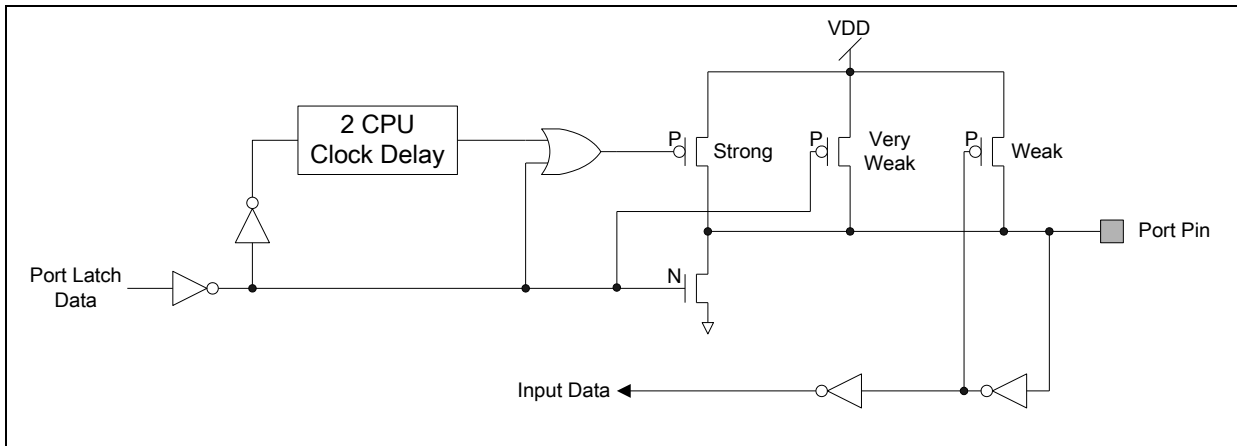 VDD
2 CPU
Clock Delay
P
Strong
P
Very
Weak
P
Weak
Port Pin
Port Latch
Data
N
Input Data